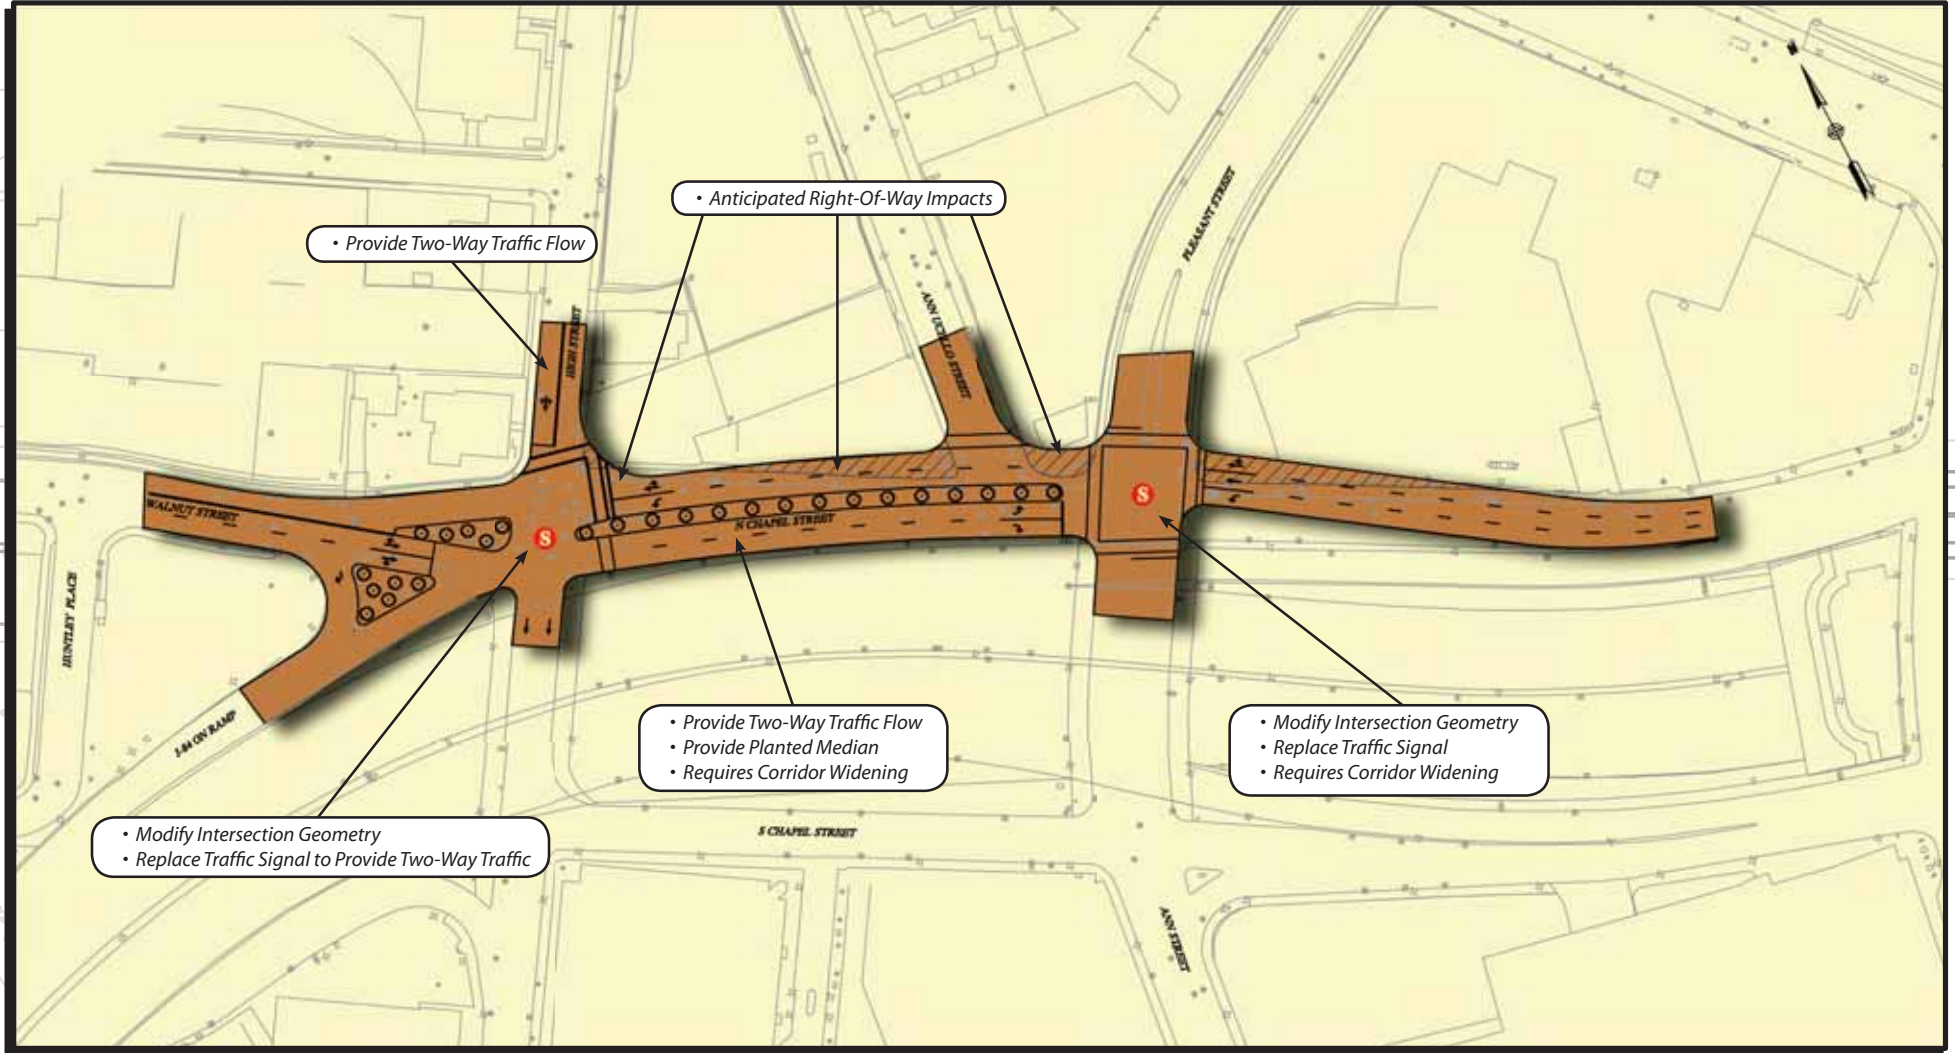 • Anticipated Right-Of-Way Impacts
• Provide Two-Way Traffic Flow
PLEASANT STREET
HIGH STREET
ANN UCELLO STREET
WALNUT STREET
N CHAPEL STREET
S
S
HUNTLEY PLACE
I-84 ON RAMP
• Provide Two-Way Traffic Flow
• Provide Planted Median
• Requires Corridor Widening
• Modify Intersection Geometry
• Replace Traffic Signal
• Requires Corridor Widening
• Modify Intersection Geometry
• Replace Traffic Signal to Provide Two-Way Traffic
S CHAPEL STREET
ANN STREET